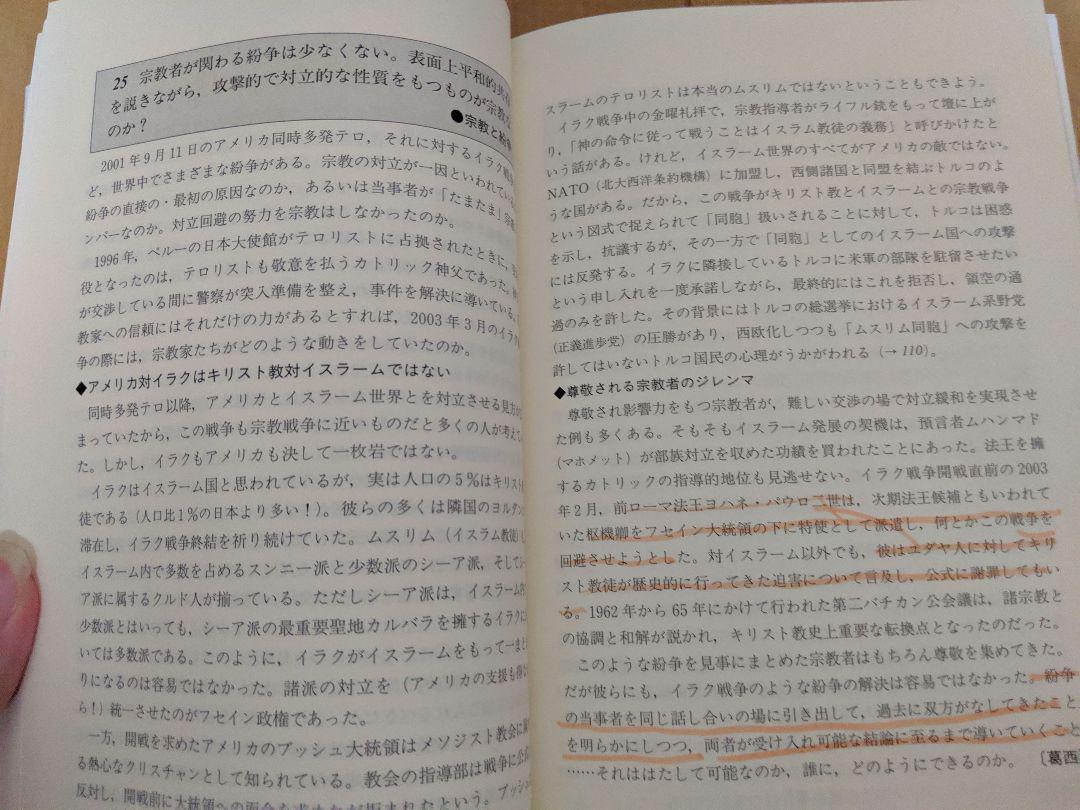 25 宗教者が関わる紛争は少なくない。表面上平和的共存
を説きながら，攻撃的で対立的な性質をもつものが宗教な
のか？
●宗教と紛争
2001年9月11日のアメリカ同時多発テロ，それに対するイラク戦争
ど，世界中でさまざまな紛争がある。宗教の対立が一因といわれている
紛争の直接の・最初の原因なのか，あるいは当事者が「たまたま」宗教
ンバーなのか。対立回避の努力を宗教はしなかったのか。
1996年，ペルーの日本大使館がテロリストに占拠されたときに，
役となったのは，テロリストも敬意を払うカトリック神父であった。
が交渉している間に警察が突入準備を整え，事件を解決に導いている。
教家への信頼にはそれだけの力があるとすれば，2003年3月のイラク
争の際には，宗教家たちがどのような動きをしていたのか。
◆アメリカ対イラクはキリスト教対イスラームではない
同時多発テロ以降，アメリカとイスラーム世界とを対立させる見方が
まっていたから，この戦争も宗教戦争に近いものだと多くの人が考えて
た。しかし，イラクもアメリカも決して一枚岩ではない。
イラクはイスラーム国と思われているが，実は人口の5％はキリスト
徒である（人口比1％の日本より多い！）。彼らの多くは隣国のヨルダン
滞在し，イラク戦争終結を祈り続けていた。ムスリム（イスラム教徒）
イスラーム内で多数を占めるスンニー派と少数派のシーア派，そしてシ
ア派に属するクルド人が揃っている。ただしシーア派は，イスラーム内
少数派とはいっても，シーア派の最重要聖地カルバラを擁するイラクに
いては多数派である。このように，イラクがイスラームをもって一まと
りになるのは容易ではなかった。諸派の対立を（アメリカの支援も得な
ら！）統一させたのがフセイン政権であった。
一方，開戦を求めたアメリカのブッシュ大統領はメソジスト教会に
る熱心なクリスチャンとして知られている。教会の指導部は戦争に公
反対し，開戦前に大統領への面会を求めたが拒まれたという。ブッシュ
スラームのテロリストは本当のムスリムではないということもできよう。
イラク戦争中の金曜礼拝で，宗教指導者がライフル銃をもって壇に上が
り，「神の命令に従って戦うことはイスラム教徒の義務」と呼びかけたと
いう話がある。けれど，イスラーム世界のすべてがアメリカの敵ではない。
NATO（北大西洋条約機構）に加盟し，西側諸国と同盟を結ぶトルコのよ
うな国がある。だから，この戦争がキリスト教とイスラームとの宗教戦争
という図式で捉えられて「同胞」扱いされることに対して，トルコは困惑
を示し，抗議するが，その一方で「同胞」としてのイスラーム国への攻撃
には反発する。イラクに隣接しているトルコに米軍の部隊を駐留させたい
という申し入れを一度承諾しながら，最終的にはこれを拒否し，領空の通
過のみを許した。その背景にはトルコの総選挙におけるイスラーム系野党
（正義進歩党）の圧勝があり，西欧化しつつも「ムスリム同胞」への攻撃を
許してはいないトルコ国民の心理がうかがわれる（→110）。
◆尊敬される宗教者のジレンマ
尊敬され影響力をもつ宗教者が，難しい交渉の場で対立緩和を実現させ
た例も多くある。そもそもイスラーム発展の契機は，預言者ムハンマド
（マホメット）が部族対立を収めた功績を買われたことにあった。法王を擁
するカトリックの指導的地位も見逃せない。イラク戦争開戦直前の2003
年2月，前ローマ法王ヨハネ・パウロ二世は，次期法王候補ともいわれて
いた枢機卿をフセイン大統領の下に特使として派遣し，何とかこの戦争を
回避させようとした。対イスラーム以外でも，彼はユダヤ人に対してキリ
スト教徒が歴史的に行ってきた迫害について言及し，公式に謝罪してもい
る。1962年から65年にかけて行われた第二バチカン公会議は，諸宗教と
の協調と和解が説かれ，キリスト教史上重要な転換点となったのだった。
このような紛争を見事にまとめた宗教者はもちろん尊敬を集めてきた。
だが彼らにも，イラク戦争のような紛争の解決は容易ではなかった。紛争
の当事者を同じ話し合いの場に引き出して，過去に双方がなしてきたこと
を明らかにしつつ，両者が受け入れ可能な結論に至るまで導いていくこと
……それははたして可能なのか，誰に，どのようにできるのか。〔葛西